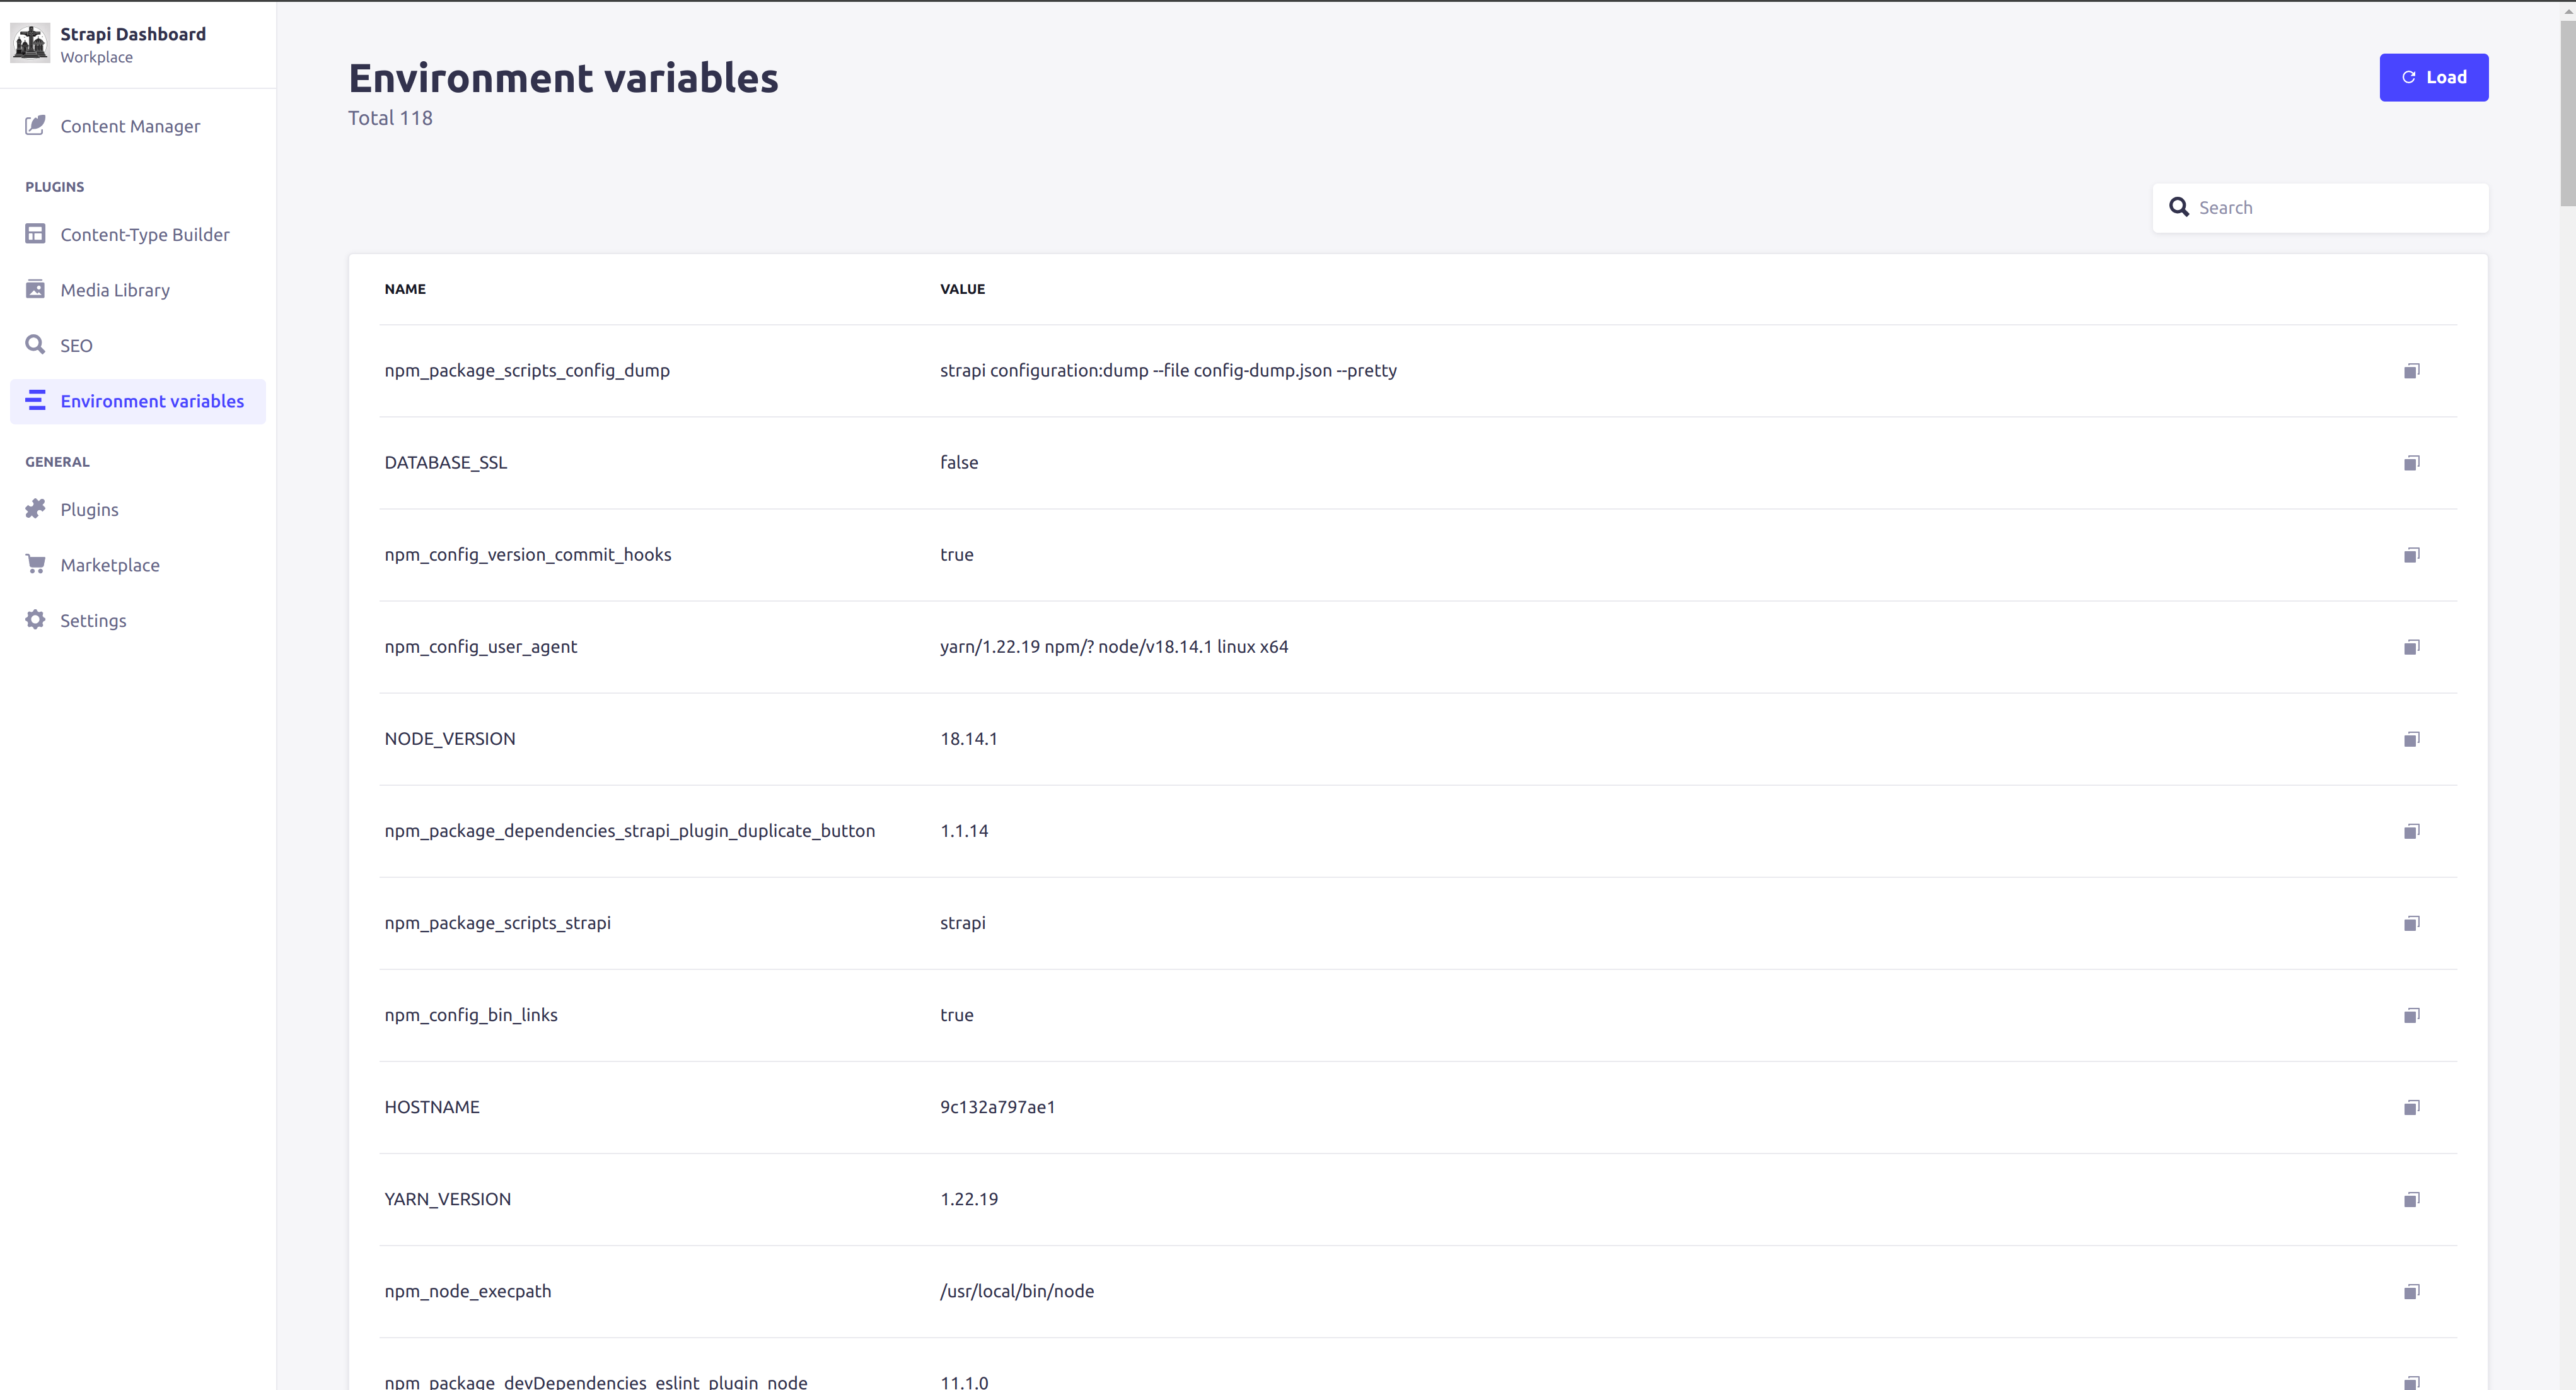 Strapi Dashboard
Workplace
Content Manager
PLUGINS
Content-Type Builder
Media Library
SEO
Environment variables
GENERAL
Plugins
Marketplace
Settings
Environment variables
Total 118
Load
Search
NAME VALUE
npm_package_scripts_config_dump strapi configuration:dump --file config-dump.json --pretty
DATABASE_SSL false
npm_config_version_commit_hooks true
npm_config_user_agent yarn/1.22.19 npm/? node/v18.14.1 linux x64
NODE_VERSION 18.14.1
npm_package_dependencies_strapi_plugin_duplicate_button 1.1.14
npm_package_scripts_strapi strapi
npm_config_bin_links true
HOSTNAME 9c132a797ae1
YARN_VERSION 1.22.19
npm_node_execpath /usr/local/bin/node
npm_package_devDependencies_eslint_plugin_node 11.1.0